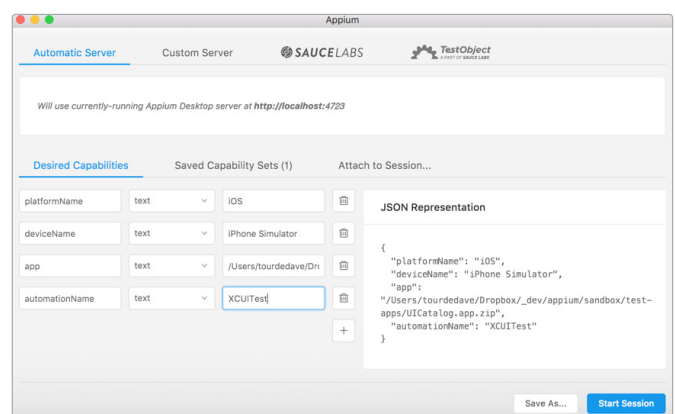 Appium
Automatic Server Custom Server SAUCELABS TestObject
A PART OF SAUCE LABS
Will use currently-running Appium Desktop server at http://localhost:4723
Desired Capabilities Saved Capability Sets (1) Attach to Session...
platformName text iOS
deviceName text iPhone Simulator
app text /Users/tourdedave/Dro
automationName text XCUITest
+
JSON Representation
{
"platformName": "iOS",
"deviceName": "iPhone Simulator",
"app":
"/Users/tourdedave/Dropbox/_dev/appium/sandbox/test-
apps/UICatalog.app.zip",
"automationName": "XCUITest"
}
Save As... Start Session